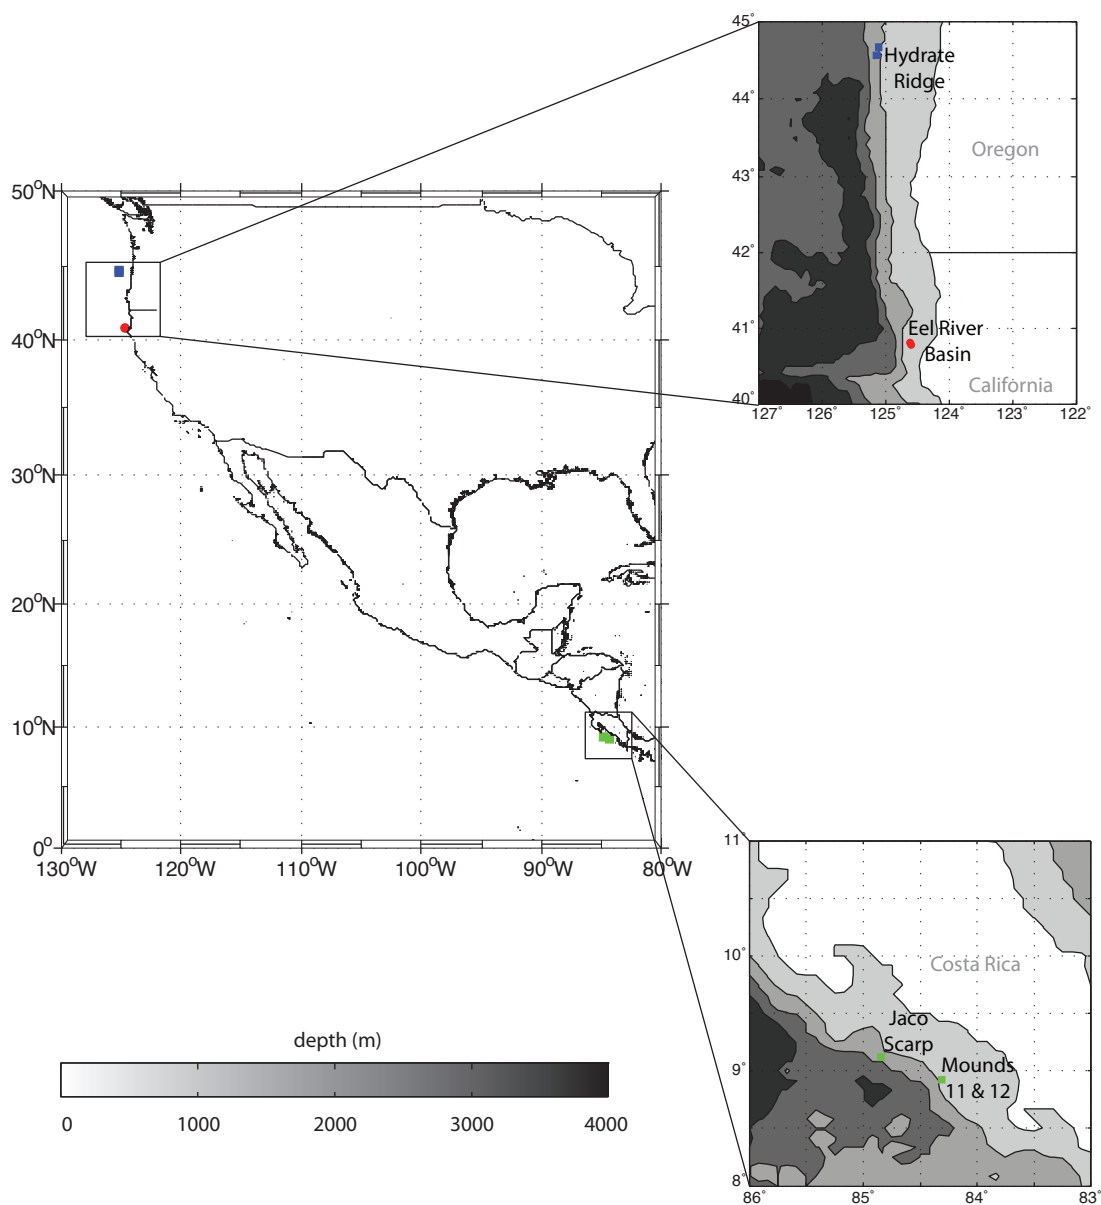 45°
Hydrate
Ridge
44°
Oregon
43°
42°
41°
Eel River
Basin
California
40°
127° 126° 125° 124° 123° 122°
50°N
40°N
30°N
20°N
10°N
0°
130°W 120°W 110°W 100°W 90°W 80°W
11°
10°
Costa Rica
Jaco
Scarp
9°
Mounds
11 & 12
8°
86° 85° 84° 83°
depth (m)
0 1000 2000 3000 4000